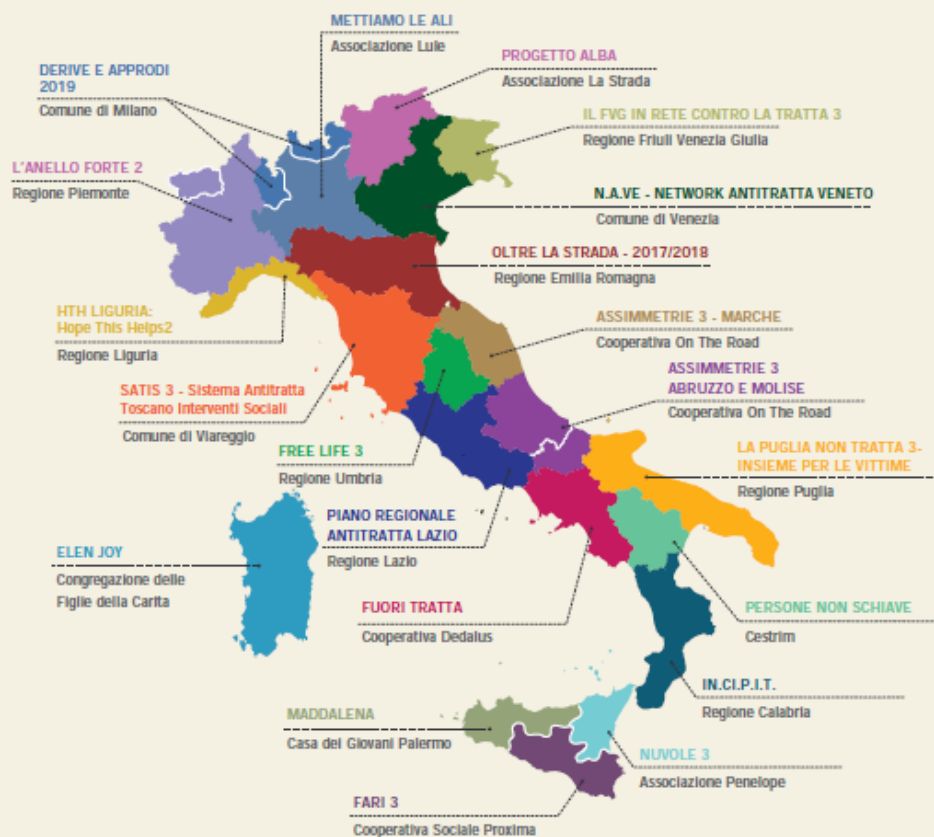 METTIAMO LE ALI
Associazione Lule
DERIVE E APPRODI
2019
Comune di Milano
PROGETTO ALBA
Associazione La Strada
IL FVG IN RETE CONTRO LA TRATTA 3
Regione Friuli Venezia Giulia
L'ANELLO FORTE 2
Regione Piemonte
N.A.VE - NETWORK ANTITRATTA VENETO
Comune di Venezia
OLTRE LA STRADA - 2017/2018
Regione Emilia Romagna
HTH LIGURIA:
Hope This Helps2
Regione Liguria
ASSIMMETRIE 3 - MARCHE
Cooperativa On The Road
ASSIMMETRIE 3
ABRUZZO E MOLISE
Cooperativa On The Road
SATIS 3 - Sistema Antitratta
Toscano Interventi Sociali
Comune di Viareggio
FREE LIFE 3
Regione Umbria
LA PUGLIA NON TRATTA 3-
INSIEME PER LE VITTIME
Regione Puglia
PIANO REGIONALE
ANTITRATTA LAZIO
Regione Lazio
ELEN JOY
Congregazione delle
Figlie della Carita
FUORI TRATTA
Cooperativa Dedalus
PERSONE NON SCHIAVE
Cestrim
IN.CI.P.I.T.
Regione Calabria
MADDALENA
Casa dei Giovani Palermo
NUVOLE 3
Associazione Penelope
FARI 3
Cooperativa Sociale Proxima